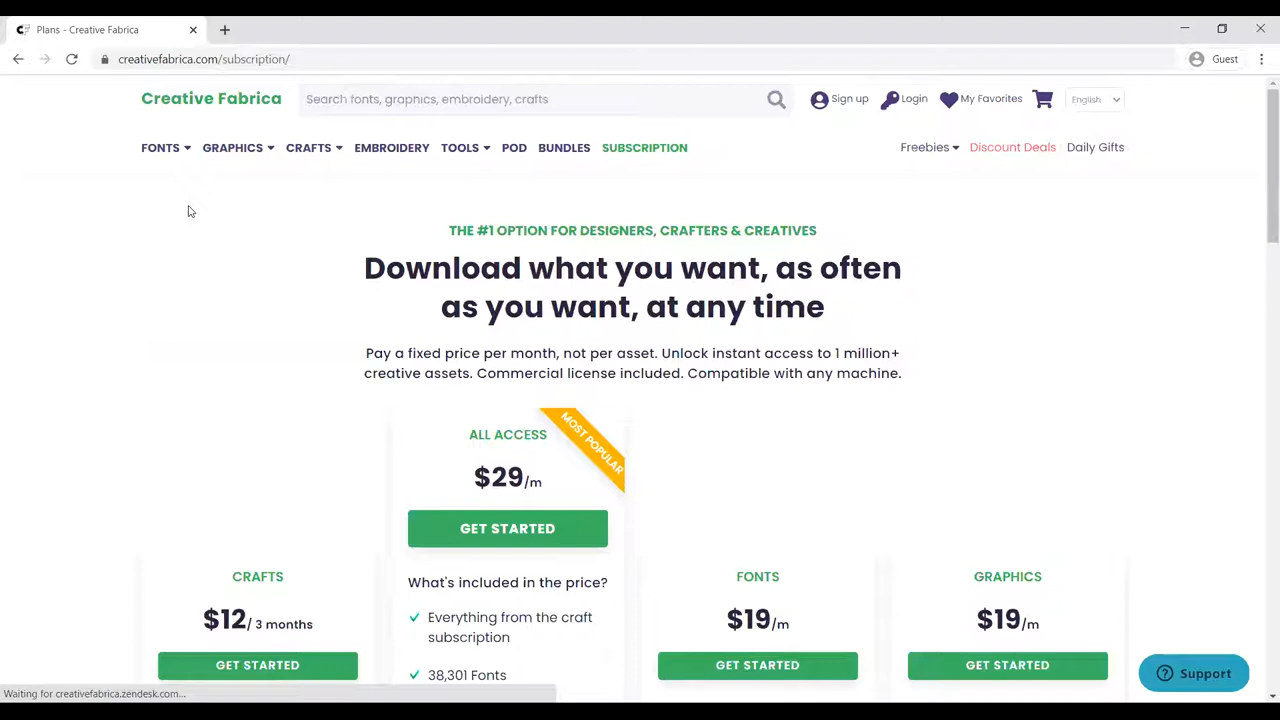 Plans - Creative Fabrica
creativefabrica.com/subscription/
Guest
Creative Fabrica
Search fonts, graphics, embroidery, crafts
Sign up
Login
My Favorites
English
FONTS GRAPHICS CRAFTS EMBROIDERY TOOLS POD BUNDLES SUBSCRIPTION
Freebies Discount Deals Daily Gifts
THE #1 OPTION FOR DESIGNERS, CRAFTERS & CREATIVES
Download what you want, as often
as you want, at any time
Pay a fixed price per month, not per asset. Unlock instant access to 1 million+
creative assets. Commercial license included. Compatible with any machine.
MOST POPULAR
ALL ACCESS
$29/m
GET STARTED
What's included in the price?
Everything from the craft
subscription
38,301 Fonts
CRAFTS
$12/ 3 months
GET STARTED
FONTS
$19/m
GET STARTED
GRAPHICS
$19/m
GET STARTED
Support
Waiting for creativefabrica.zendesk.com...